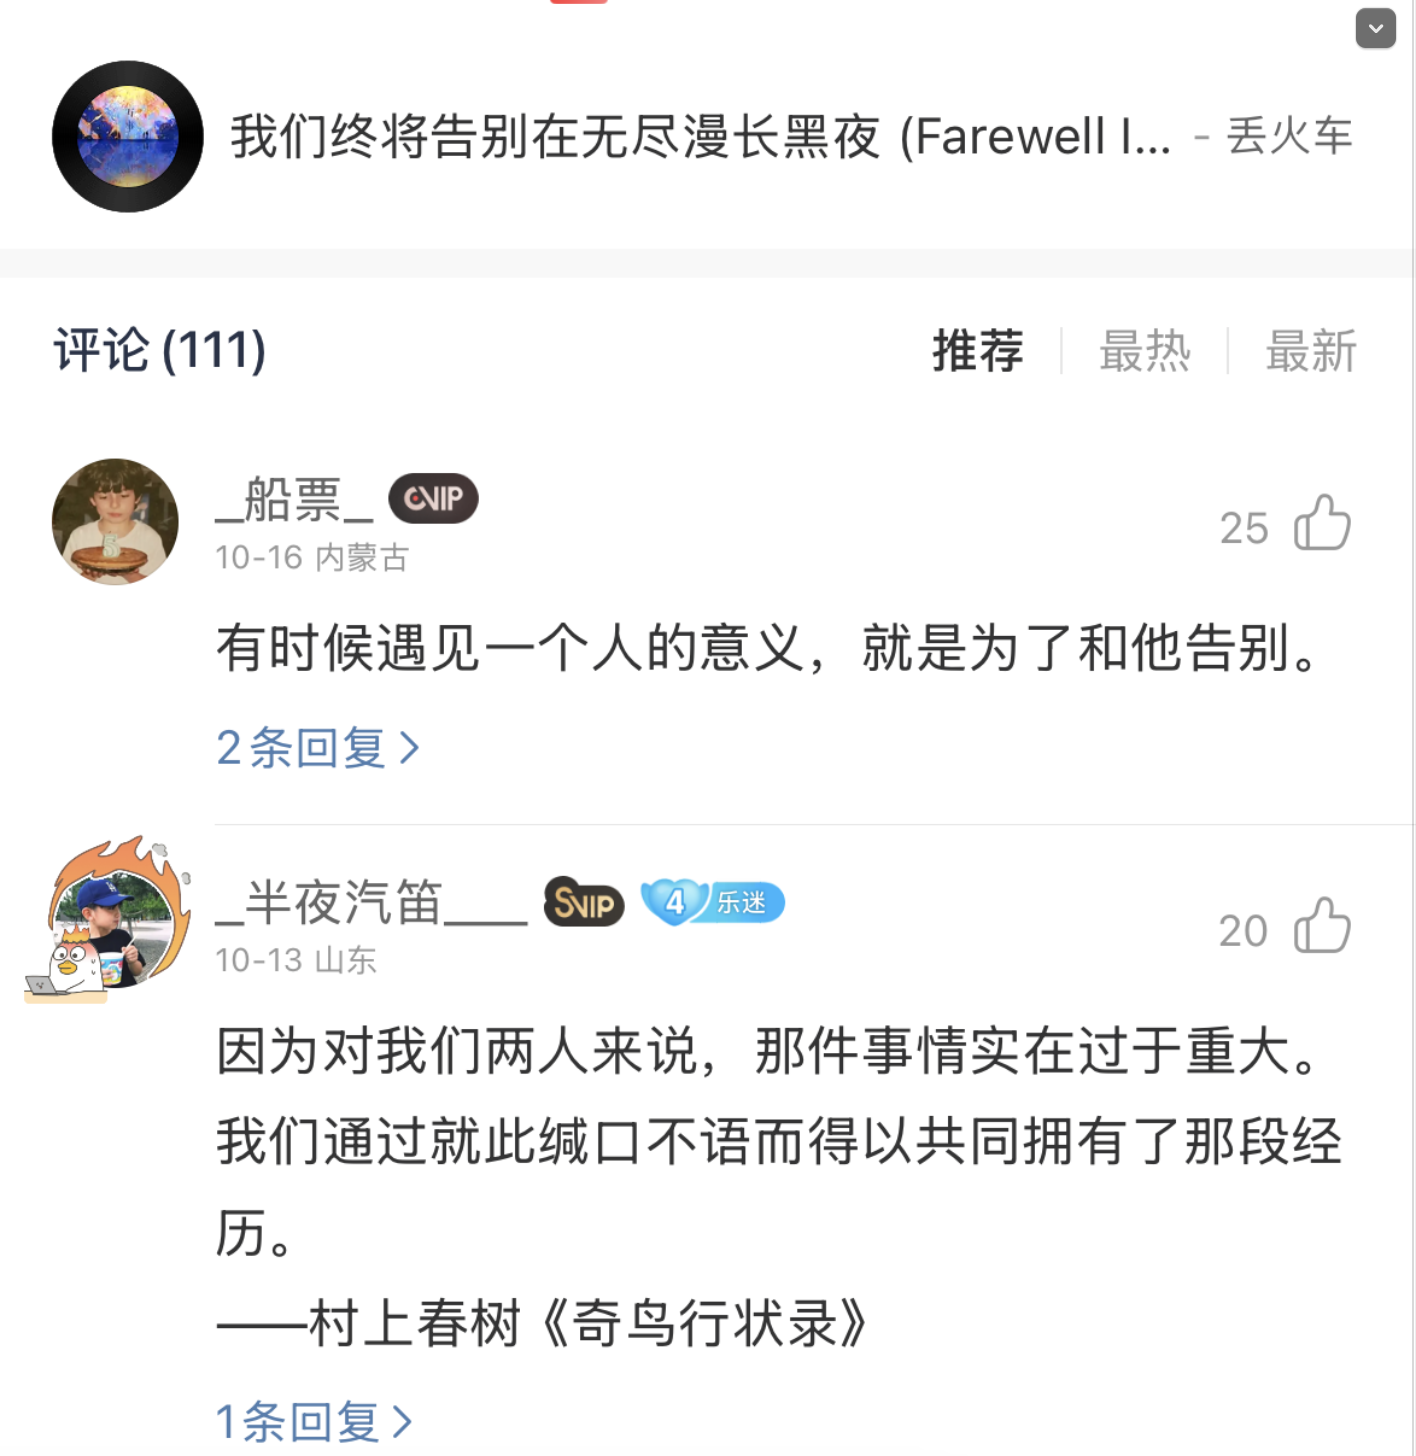 我们终将告别在无尽漫长黑夜 (Farewell I... - 丢火车
评论 (111)
推荐 | 最热 | 最新
_船票_ VIP
10-16 内蒙古
25
有时候遇见一个人的意义，就是为了和他告别。
2条回复 >
_半夜汽笛____ SVIP 4 乐迷
10-13 山东
20
因为对我们两人来说，那件事情实在过于重大。
我们通过就此缄口不语而得以共同拥有了那段经
历。
——村上春树《奇鸟行状录》
1条回复 >